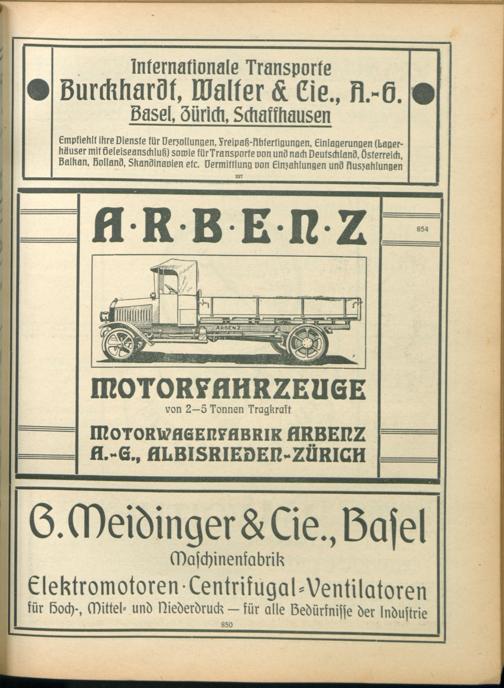 Internationale Transporte
Burckhardt, Walter & Cie., A.-G.
Basel, Zürich, Schaffhausen
Empfiehlt ihre Dienste für Verzollungen, Freipaß-Abfertigungen, Einlagerungen (Lager-
häuser mit Geleiseanschluß) sowie für Transporte von und nach Deutschland, Österreich,
Balkan, Holland, Skandinavien etc. Vermittlung von Einzahlungen und Auszahlungen
A·R·B·E·N·Z
854
ARBENZ
MOTORFAHRZEUGE
von 2—5 Tonnen Tragkraft
MOTORWAGENFABRIK ARBENZ
A.-G., ALBISRIEDEN-ZÜRICH
G. Meidinger & Cie., Baſel
Maſchinenfabrik
Elektromotoren · Centrifugal-Ventilatoren
für Hoch-, Mittel- und Niederdruck — für alle Bedürfniſſe der Induſtrie
850